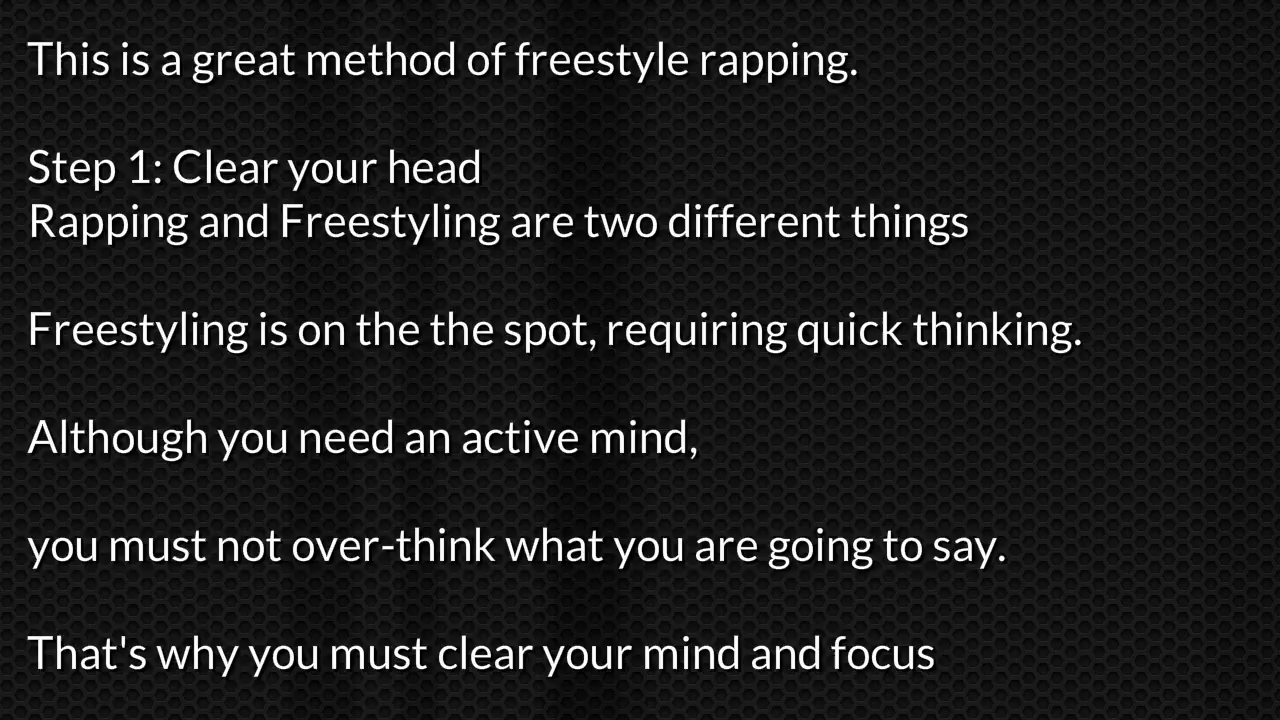 This is a great method of freestyle rapping.
Step 1: Clear your head
Rapping and Freestyling are two different things
Freestyling is on the the spot, requiring quick thinking.
Although you need an active mind,
you must not over-think what you are going to say.
That's why you must clear your mind and focus